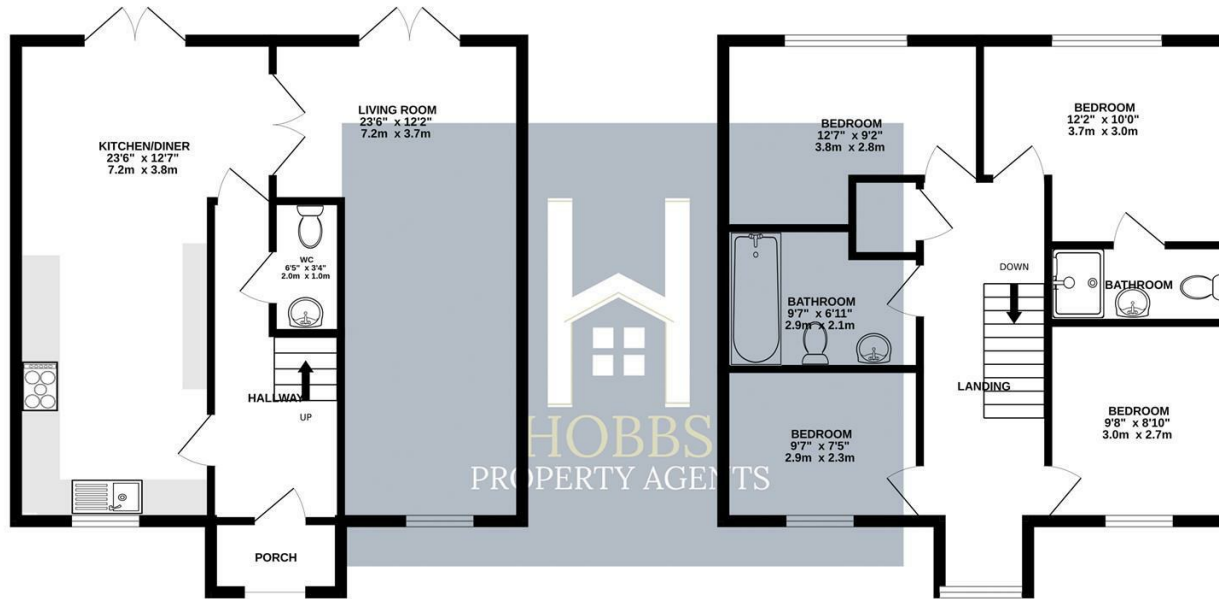 KITCHEN/DINER
23'6" x 12'7"
7.2m x 3.8m
LIVING ROOM
23'6" x 12'2"
7.2m x 3.7m
WC
6'5" x 3'4"
2.0m x 1.0m
HALLWAY
UP
PORCH
BEDROOM
12'7" x 9'2"
3.8m x 2.8m
BEDROOM
12'2" x 10'0"
3.7m x 3.0m
DOWN
BATHROOM
BATHROOM
9'7" x 6'11"
2.9m x 2.1m
LANDING
BEDROOM
9'7" x 7'5"
2.9m x 2.3m
BEDROOM
9'8" x 8'10"
3.0m x 2.7m
HOBBS
PROPERTY AGENTS